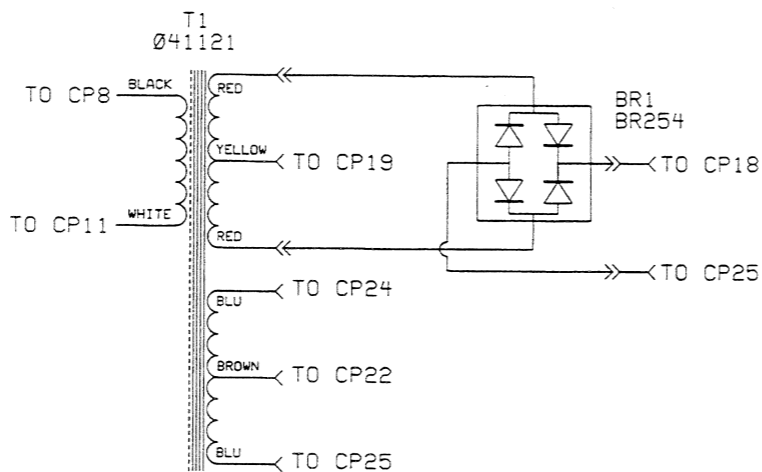 T1
Ø41121
BLACK
TO CP8
RED
BR1
BR254
YELLOW
TO CP19
TO CP18
WHITE
TO CP11
RED
TO CP25
BLU
TO CP24
BROWN
TO CP22
BLU
TO CP25